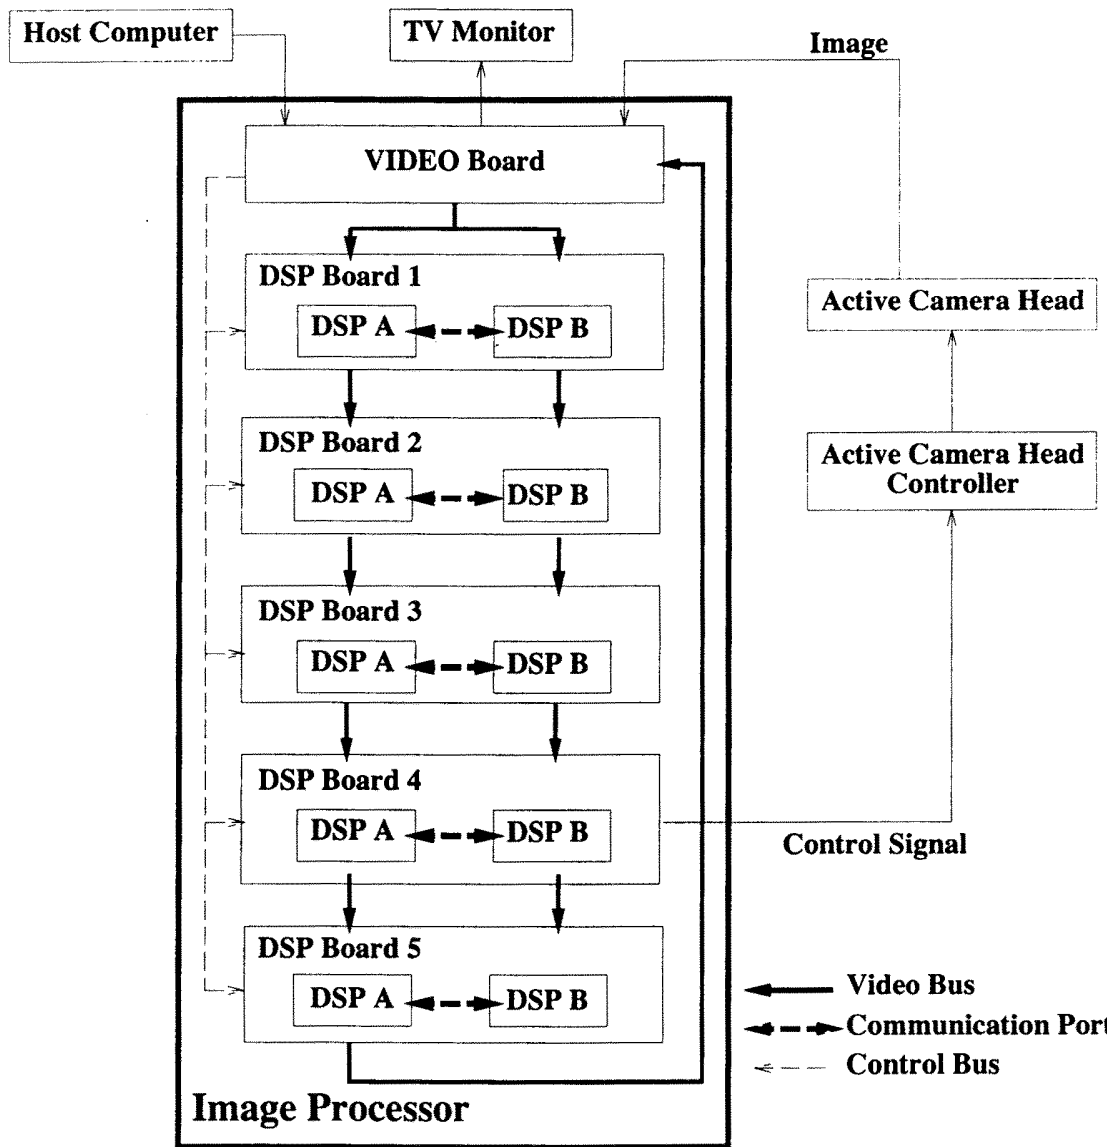 Host Computer
TV Monitor
Image
VIDEO Board
DSP Board 1
DSP A
DSP B
Active Camera Head
DSP Board 2
DSP A
DSP B
Active Camera Head
Controller
DSP Board 3
DSP A
DSP B
DSP Board 4
DSP A
DSP B
Control Signal
DSP Board 5
DSP A
DSP B
Video Bus
Communication Port
Control Bus
Image Processor